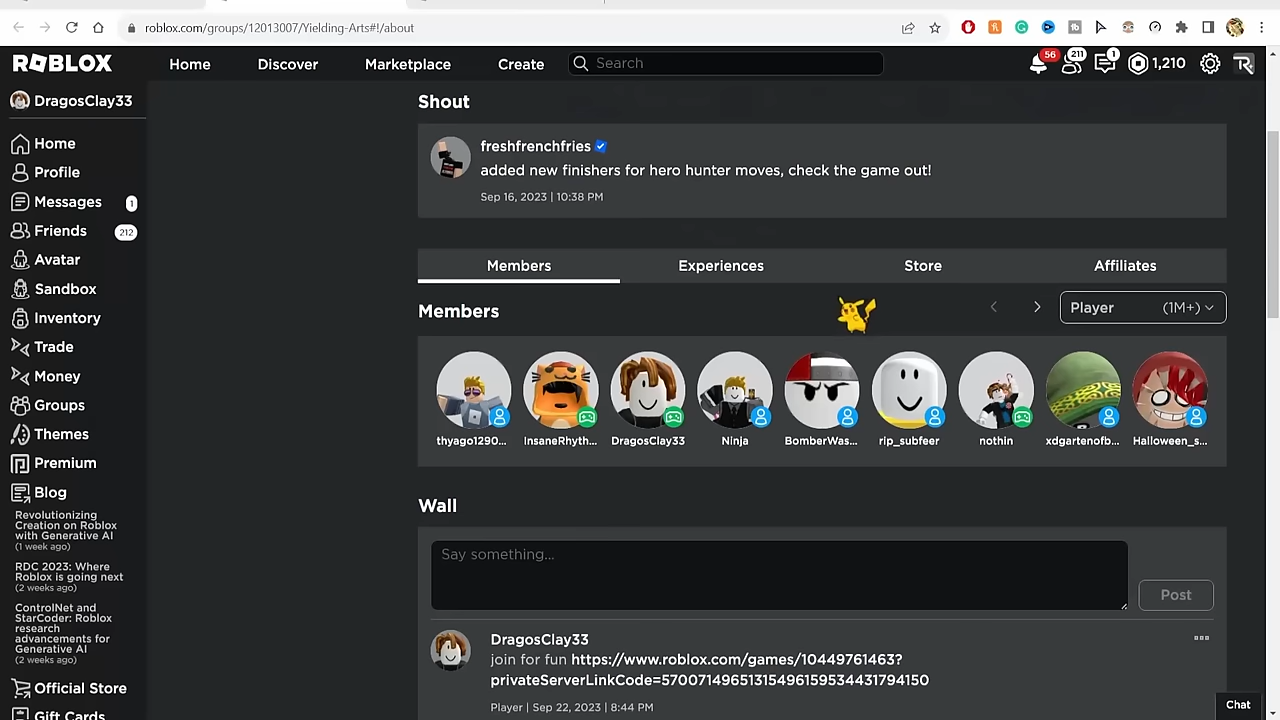 roblox.com/groups/12013007/Yielding-Arts#!/about
ROBLOX
Home
Discover
Marketplace
Create
Search
56
211
1
1,210
DragosClay33
Home
Profile
Messages
1
Friends
212
Avatar
Sandbox
Inventory
Trade
Money
Groups
Themes
Premium
Blog
Revolutionizing
Creation on Roblox
with Generative AI
(1 week ago)
RDC 2023: Where
Roblox is going next
(2 weeks ago)
ControlNet and
StarCoder: Roblox
research
advancements for
Generative AI
(2 weeks ago)
Official Store
Gift Cards
Shout
freshfrenchfries
added new finishers for hero hunter moves, check the game out!
Sep 16, 2023 | 10:38 PM
Members
Experiences
Store
Affiliates
Members
Player (1M+)
thyago1290...
InsaneRhyth...
DragosClay33
Ninja
BomberWas...
rip_subfeer
nothin
xdgartenofb...
Halloween_s...
Wall
Say something...
Post
DragosClay33
join for fun https://www.roblox.com/games/10449761463?
privateServerLinkCode=57007149651315496159534431794150
Player | Sep 22, 2023 | 8:44 PM
Chat